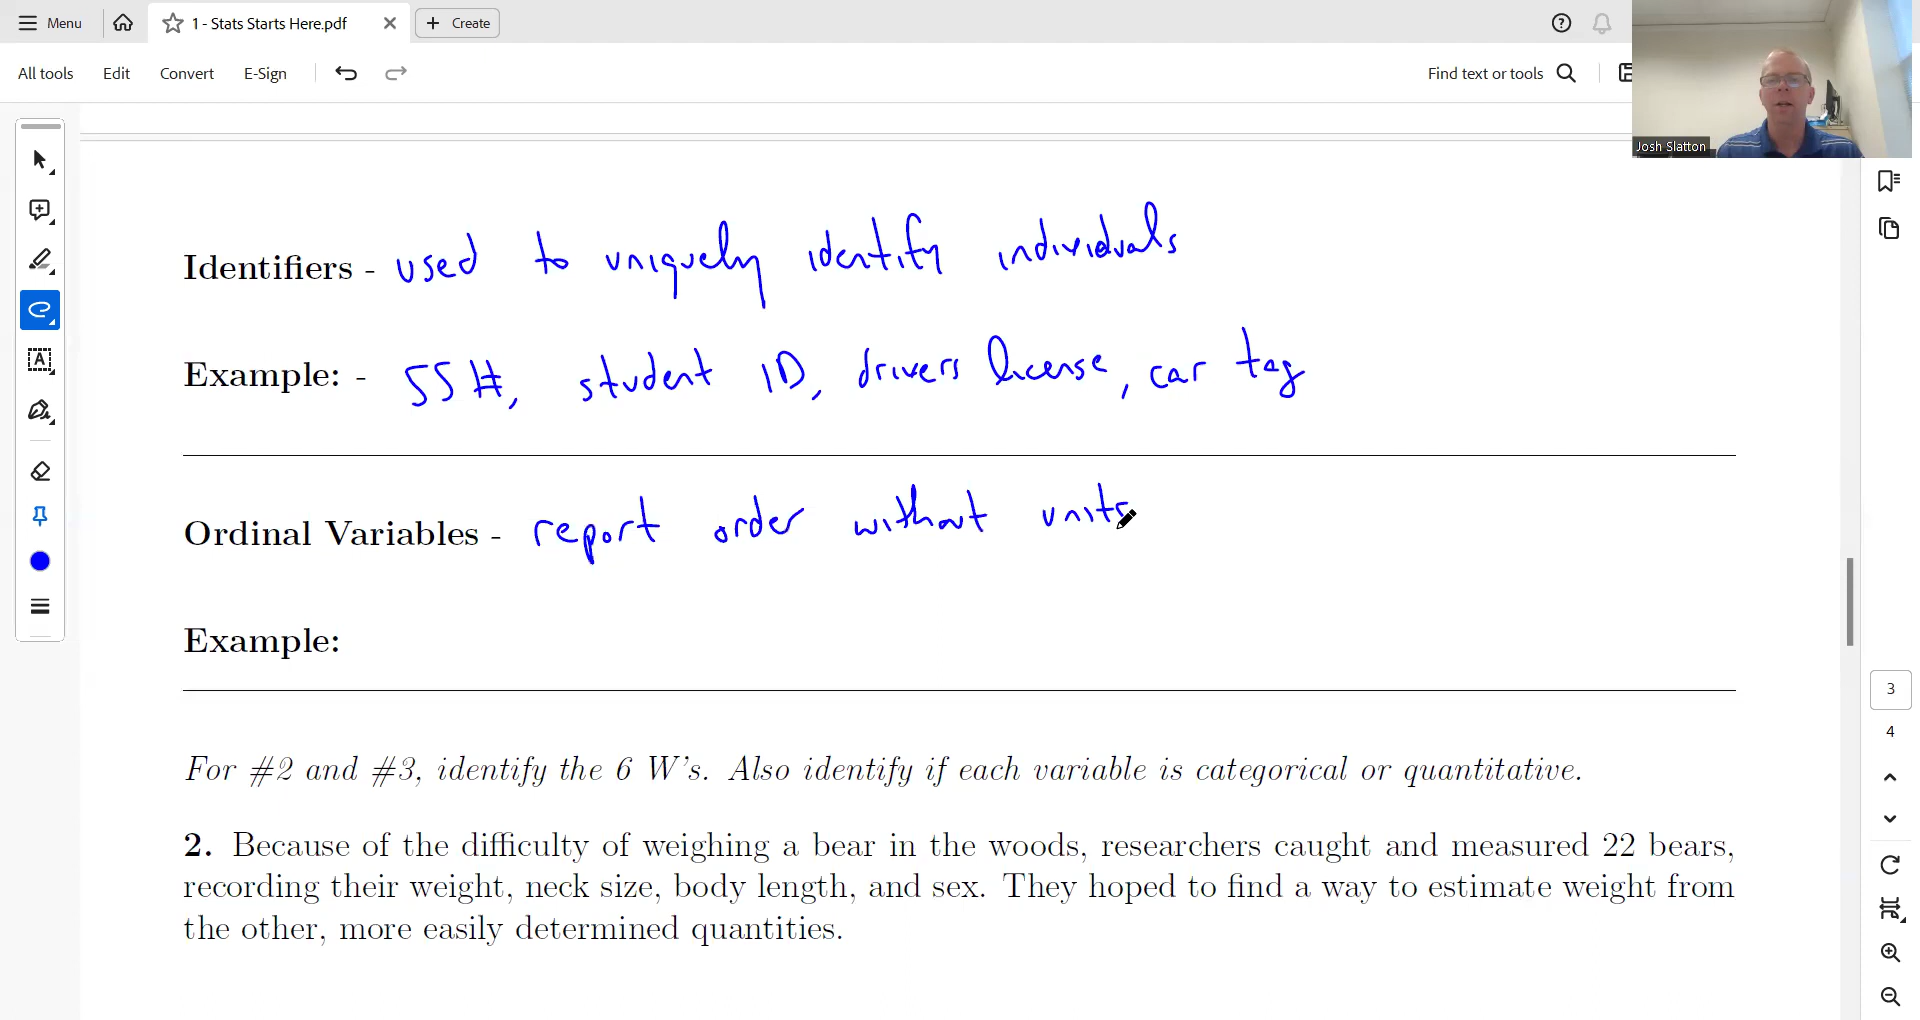 Menu 1 - Stats Starts Here.pdf Create
All tools Edit Convert E-Sign Find text or tools
Josh Slatton
Identifiers - used to uniquely identify individuals
Example: - SS #, student ID, drivers license, car tag
Ordinal Variables - report order without units
Example:
For #2 and #3, identify the 6 W's. Also identify if each variable is categorical or quantitative.
2. Because of the difficulty of weighing a bear in the woods, researchers caught and measured 22 bears,
recording their weight, neck size, body length, and sex. They hoped to find a way to estimate weight from
the other, more easily determined quantities.
3
4